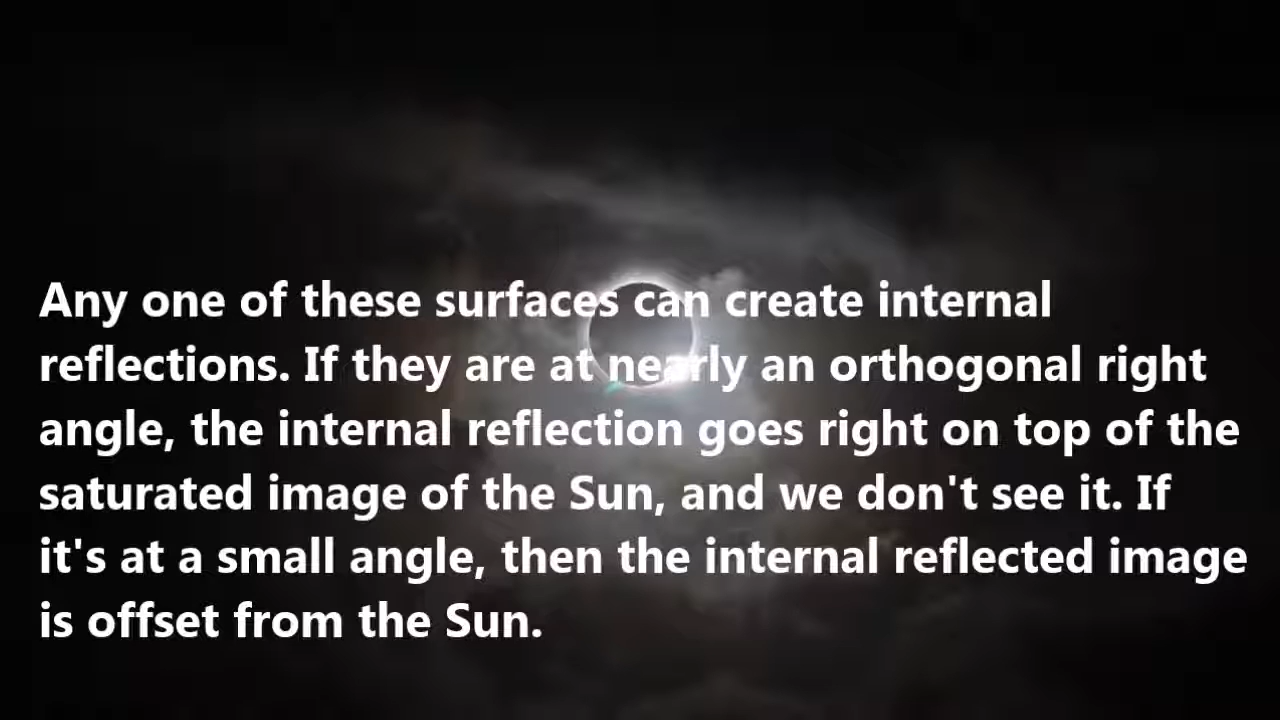 Any one of these surfaces can create internal
reflections. If they are at nearly an orthogonal right
angle, the internal reflection goes right on top of the
saturated image of the Sun, and we don't see it. If
it's at a small angle, then the internal reflected image
is offset from the Sun.